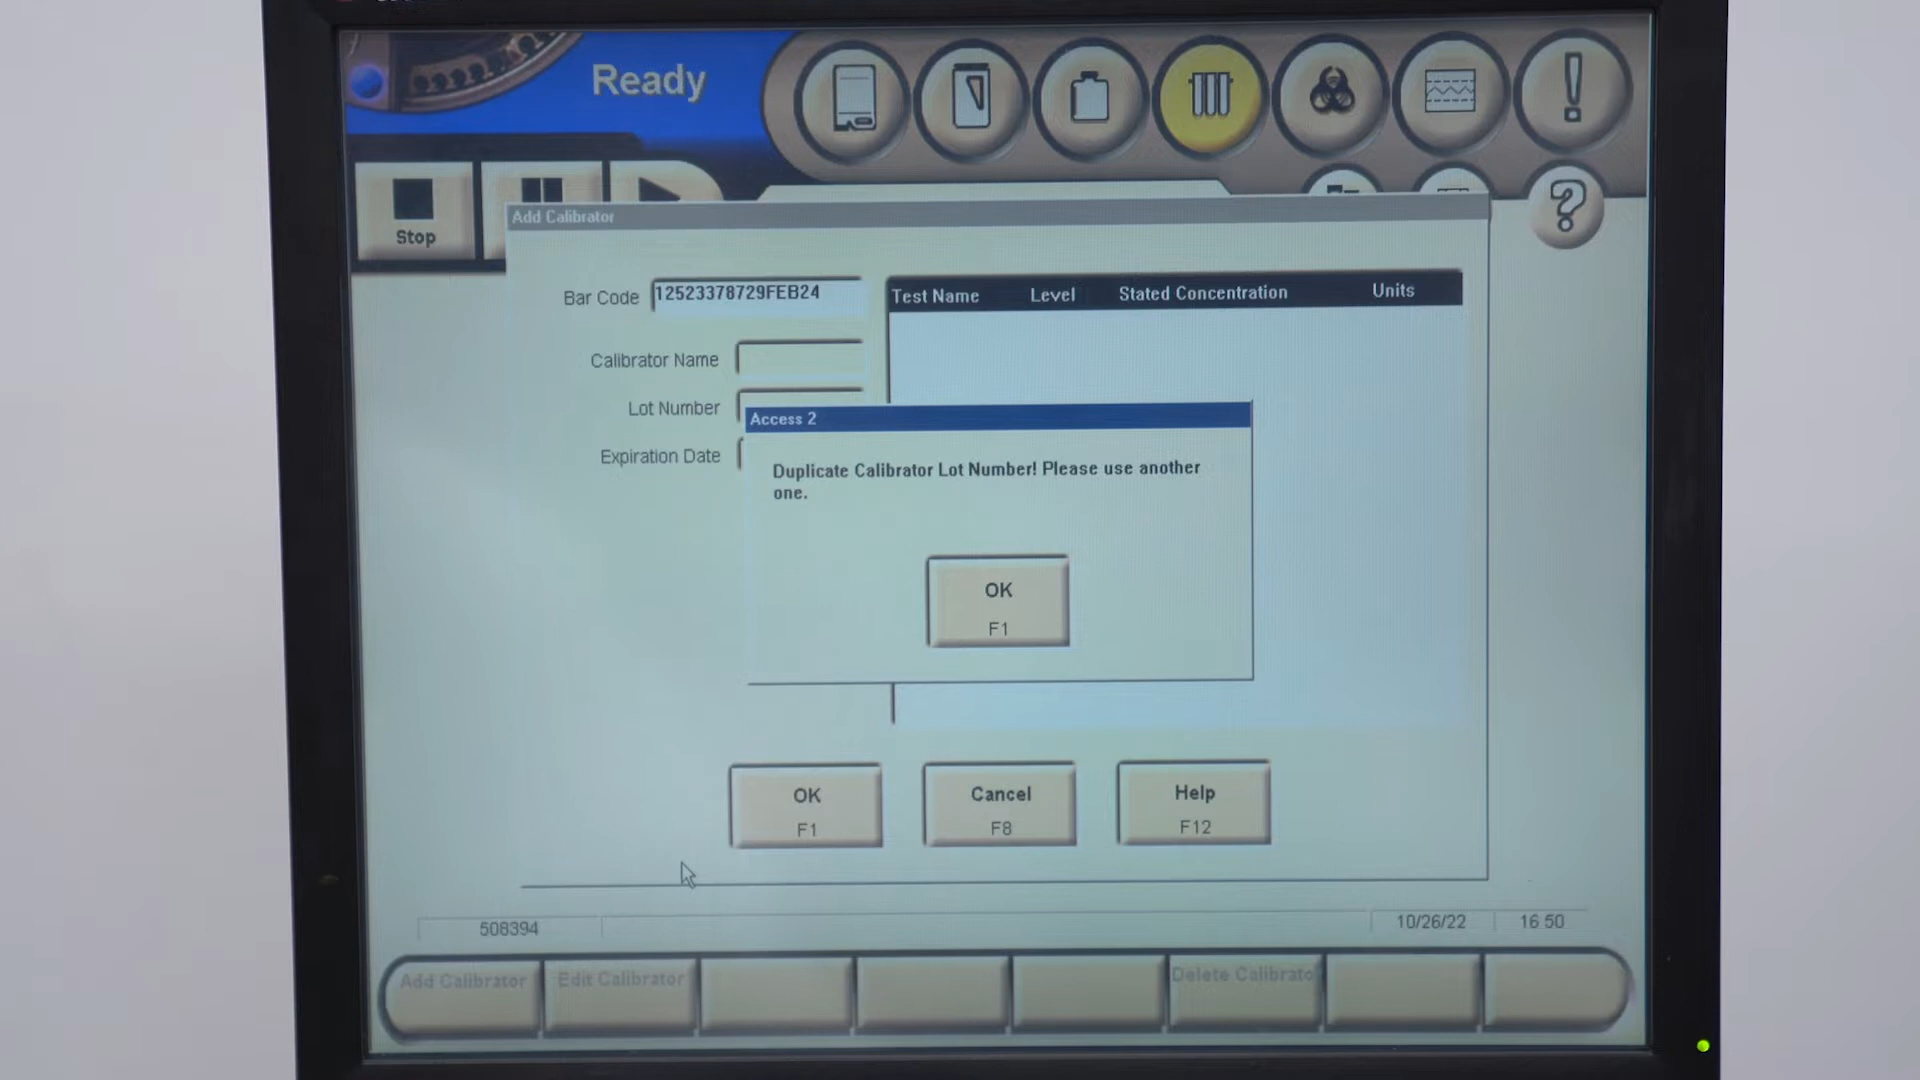 Ready
Stop
Add Calibrator
Bar Code 12523378729FEB24
Test Name Level Stated Concentration Units
Calibrator Name
Lot Number
Expiration Date
Access 2
Duplicate Calibrator Lot Number! Please use another
one.
OK
F1
OK
F1
Cancel
F8
Help
F12
508394
10/26/22
16 50
Add Calibrator
Edit Calibrator
Delete Calibrato